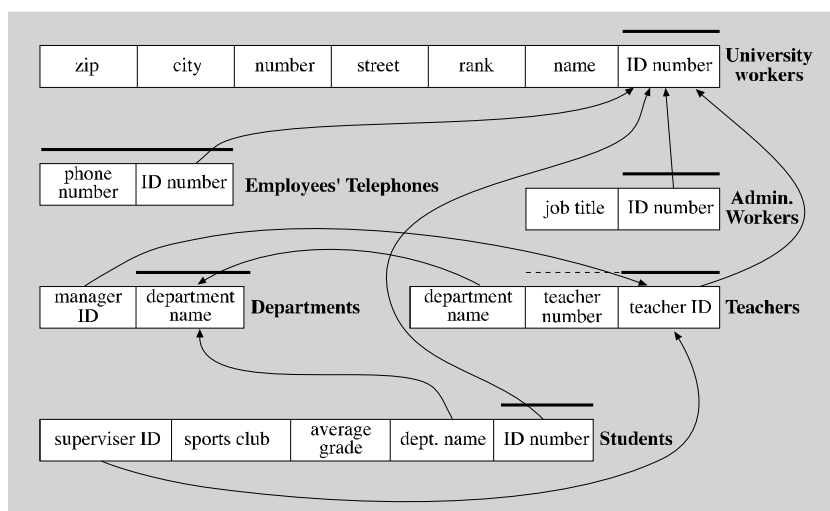 zip city number street rank name ID number University workers
phone number ID number Employees' Telephones
job title ID number Admin. Workers
manager ID department name Departments
department name teacher number teacher ID Teachers
superviser ID sports club average grade dept. name ID number Students